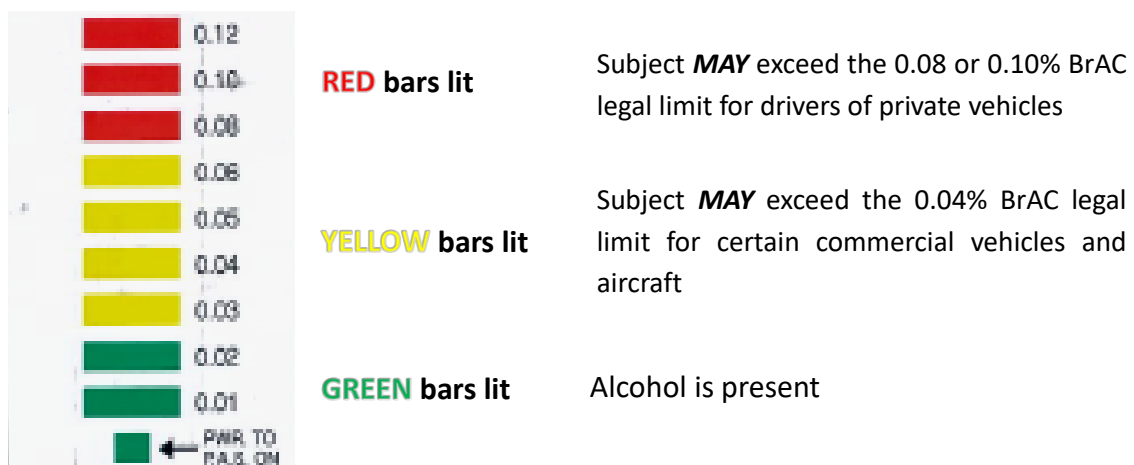 0.12
0.10
RED bars lit
Subject MAY exceed the 0.08 or 0.10% BrAC
legal limit for drivers of private vehicles
0.08
0.06
0.05
YELLOW bars lit
Subject MAY exceed the 0.04% BrAC legal
limit for certain commercial vehicles and
aircraft
0.04
0.03
0.02
GREEN bars lit
Alcohol is present
0.01
PWR. TO
P.A.S. ON